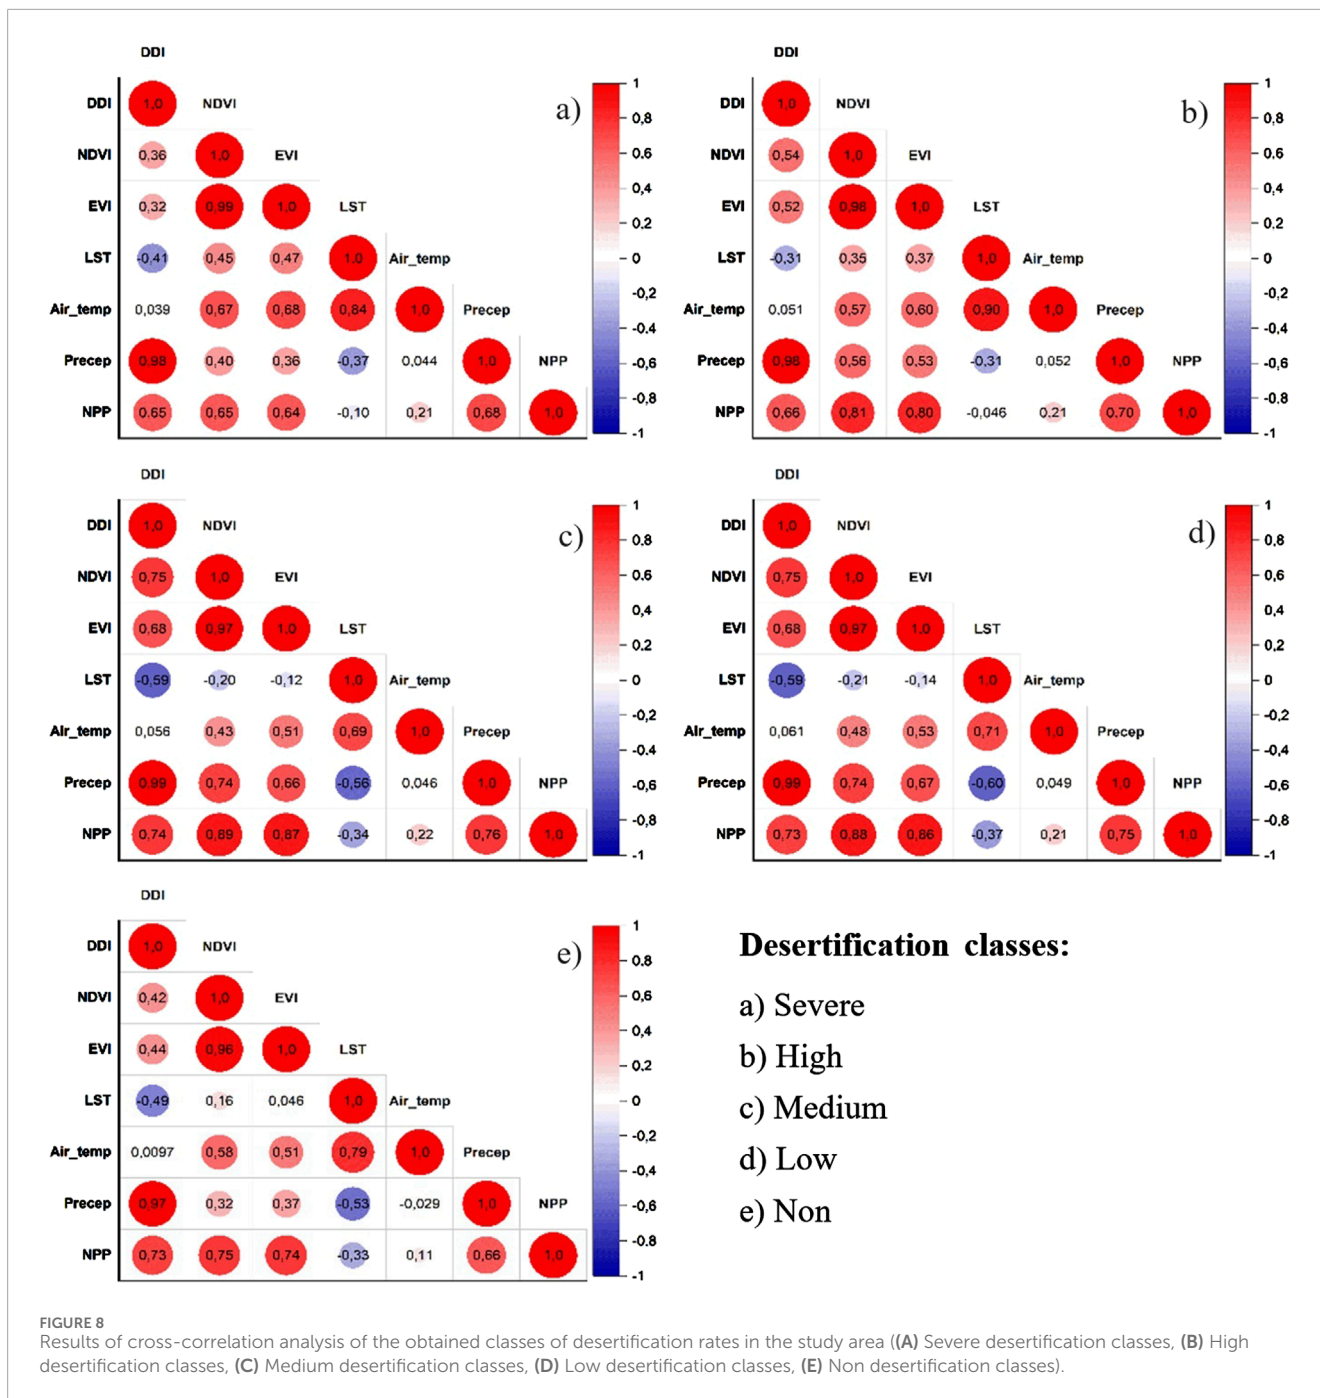 DDI
DDI 1,0 NDVI a) 1
0,8
NDVI 0,36 1,0 EVI 0,6
0,4
EVI 0,32 0,99 1,0 LST 0,2
LST -0,41 0,45 0,47 1,0 Air_temp 0
-0,2
Air_temp 0,039 0,67 0,68 0,84 1,0 Precep -0,4
Precep 0,98 0,40 0,36 -0,37 0,044 1,0 NPP -0,6
-0,8
NPP 0,65 0,65 0,64 -0,10 0,21 0,68 1,0 -1
DDI
DDI 1,0 NDVI b) 1
0,8
NDVI 0,54 1,0 EVI 0,6
0,4
EVI 0,52 0,98 1,0 LST 0,2
LST -0,31 0,35 0,37 1,0 Air_temp 0
-0,2
Air_temp 0,051 0,57 0,60 0,90 1,0 Precep -0,4
Precep 0,98 0,56 0,53 -0,31 0,052 1,0 NPP -0,6
-0,8
NPP 0,66 0,81 0,80 -0,046 0,21 0,70 1,0 -1
DDI
DDI 1,0 NDVI c) 1
0,8
NDVI 0,75 1,0 EVI 0,6
0,4
EVI 0,68 0,97 1,0 LST 0,2
LST -0,59 -0,20 -0,12 1,0 Air_temp 0
-0,2
Air_temp 0,056 0,43 0,51 0,69 1,0 Precep -0,4
Precep 0,99 0,74 0,66 -0,56 0,046 1,0 NPP -0,6
-0,8
NPP 0,74 0,89 0,87 -0,34 0,22 0,76 1,0 -1
DDI
DDI 1,0 NDVI d) 1
0,8
NDVI 0,75 1,0 EVI 0,6
0,4
EVI 0,68 0,97 1,0 LST 0,2
LST -0,59 -0,21 -0,14 1,0 Air_temp 0
-0,2
Air_temp 0,061 0,48 0,53 0,71 1,0 Precep -0,4
Precep 0,99 0,74 0,67 -0,60 0,049 1,0 NPP -0,6
-0,8
NPP 0,73 0,88 0,86 -0,37 0,21 0,75 1,0 -1
DDI
DDI 1,0 NDVI e) 1
0,8
NDVI 0,42 1,0 EVI 0,6
0,4
EVI 0,44 0,96 1,0 LST 0,2
LST -0,49 0,16 0,046 1,0 Air_temp 0
-0,2
Air_temp 0,0097 0,58 0,51 0,79 1,0 Precep -0,4
Precep 0,97 0,32 0,37 -0,53 -0,029 1,0 NPP -0,6
-0,8
NPP 0,73 0,75 0,74 -0,33 0,11 0,66 1,0 -1
Desertification classes:
a) Severe
b) High
c) Medium
d) Low
e) Non
FIGURE 8
Results of cross-correlation analysis of the obtained classes of desertification rates in the study area ((A) Severe desertification classes, (B) High
desertification classes, (C) Medium desertification classes, (D) Low desertification classes, (E) Non desertification classes).